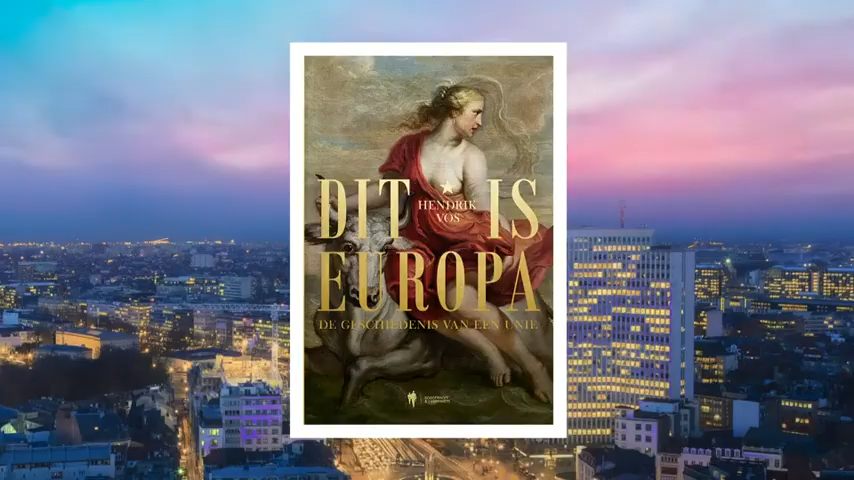 DIT IS
HENDRIK
VOS
EUROPA
DE GESCHIEDENIS VAN EEN UNIE